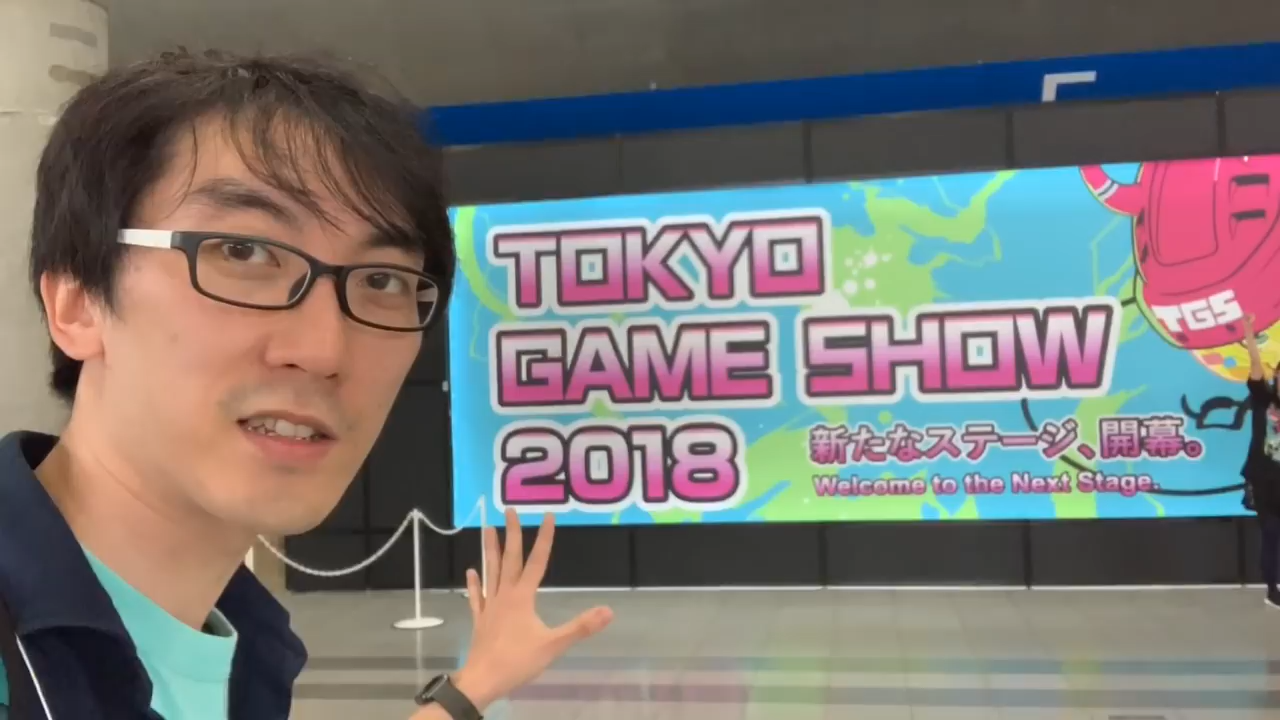 TOKYO
GAME SHOW
2018
新たなステージ、開幕。
Welcome to the Next Stage.
TGS